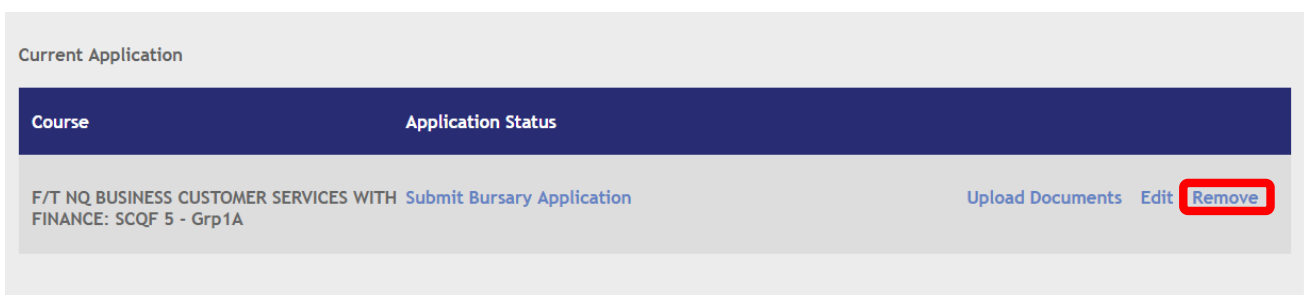 Current Application
Course Application Status
F/T NQ BUSINESS CUSTOMER SERVICES WITH Submit Bursary Application Upload Documents Edit Remove
FINANCE: SCQF 5 - Grp1A